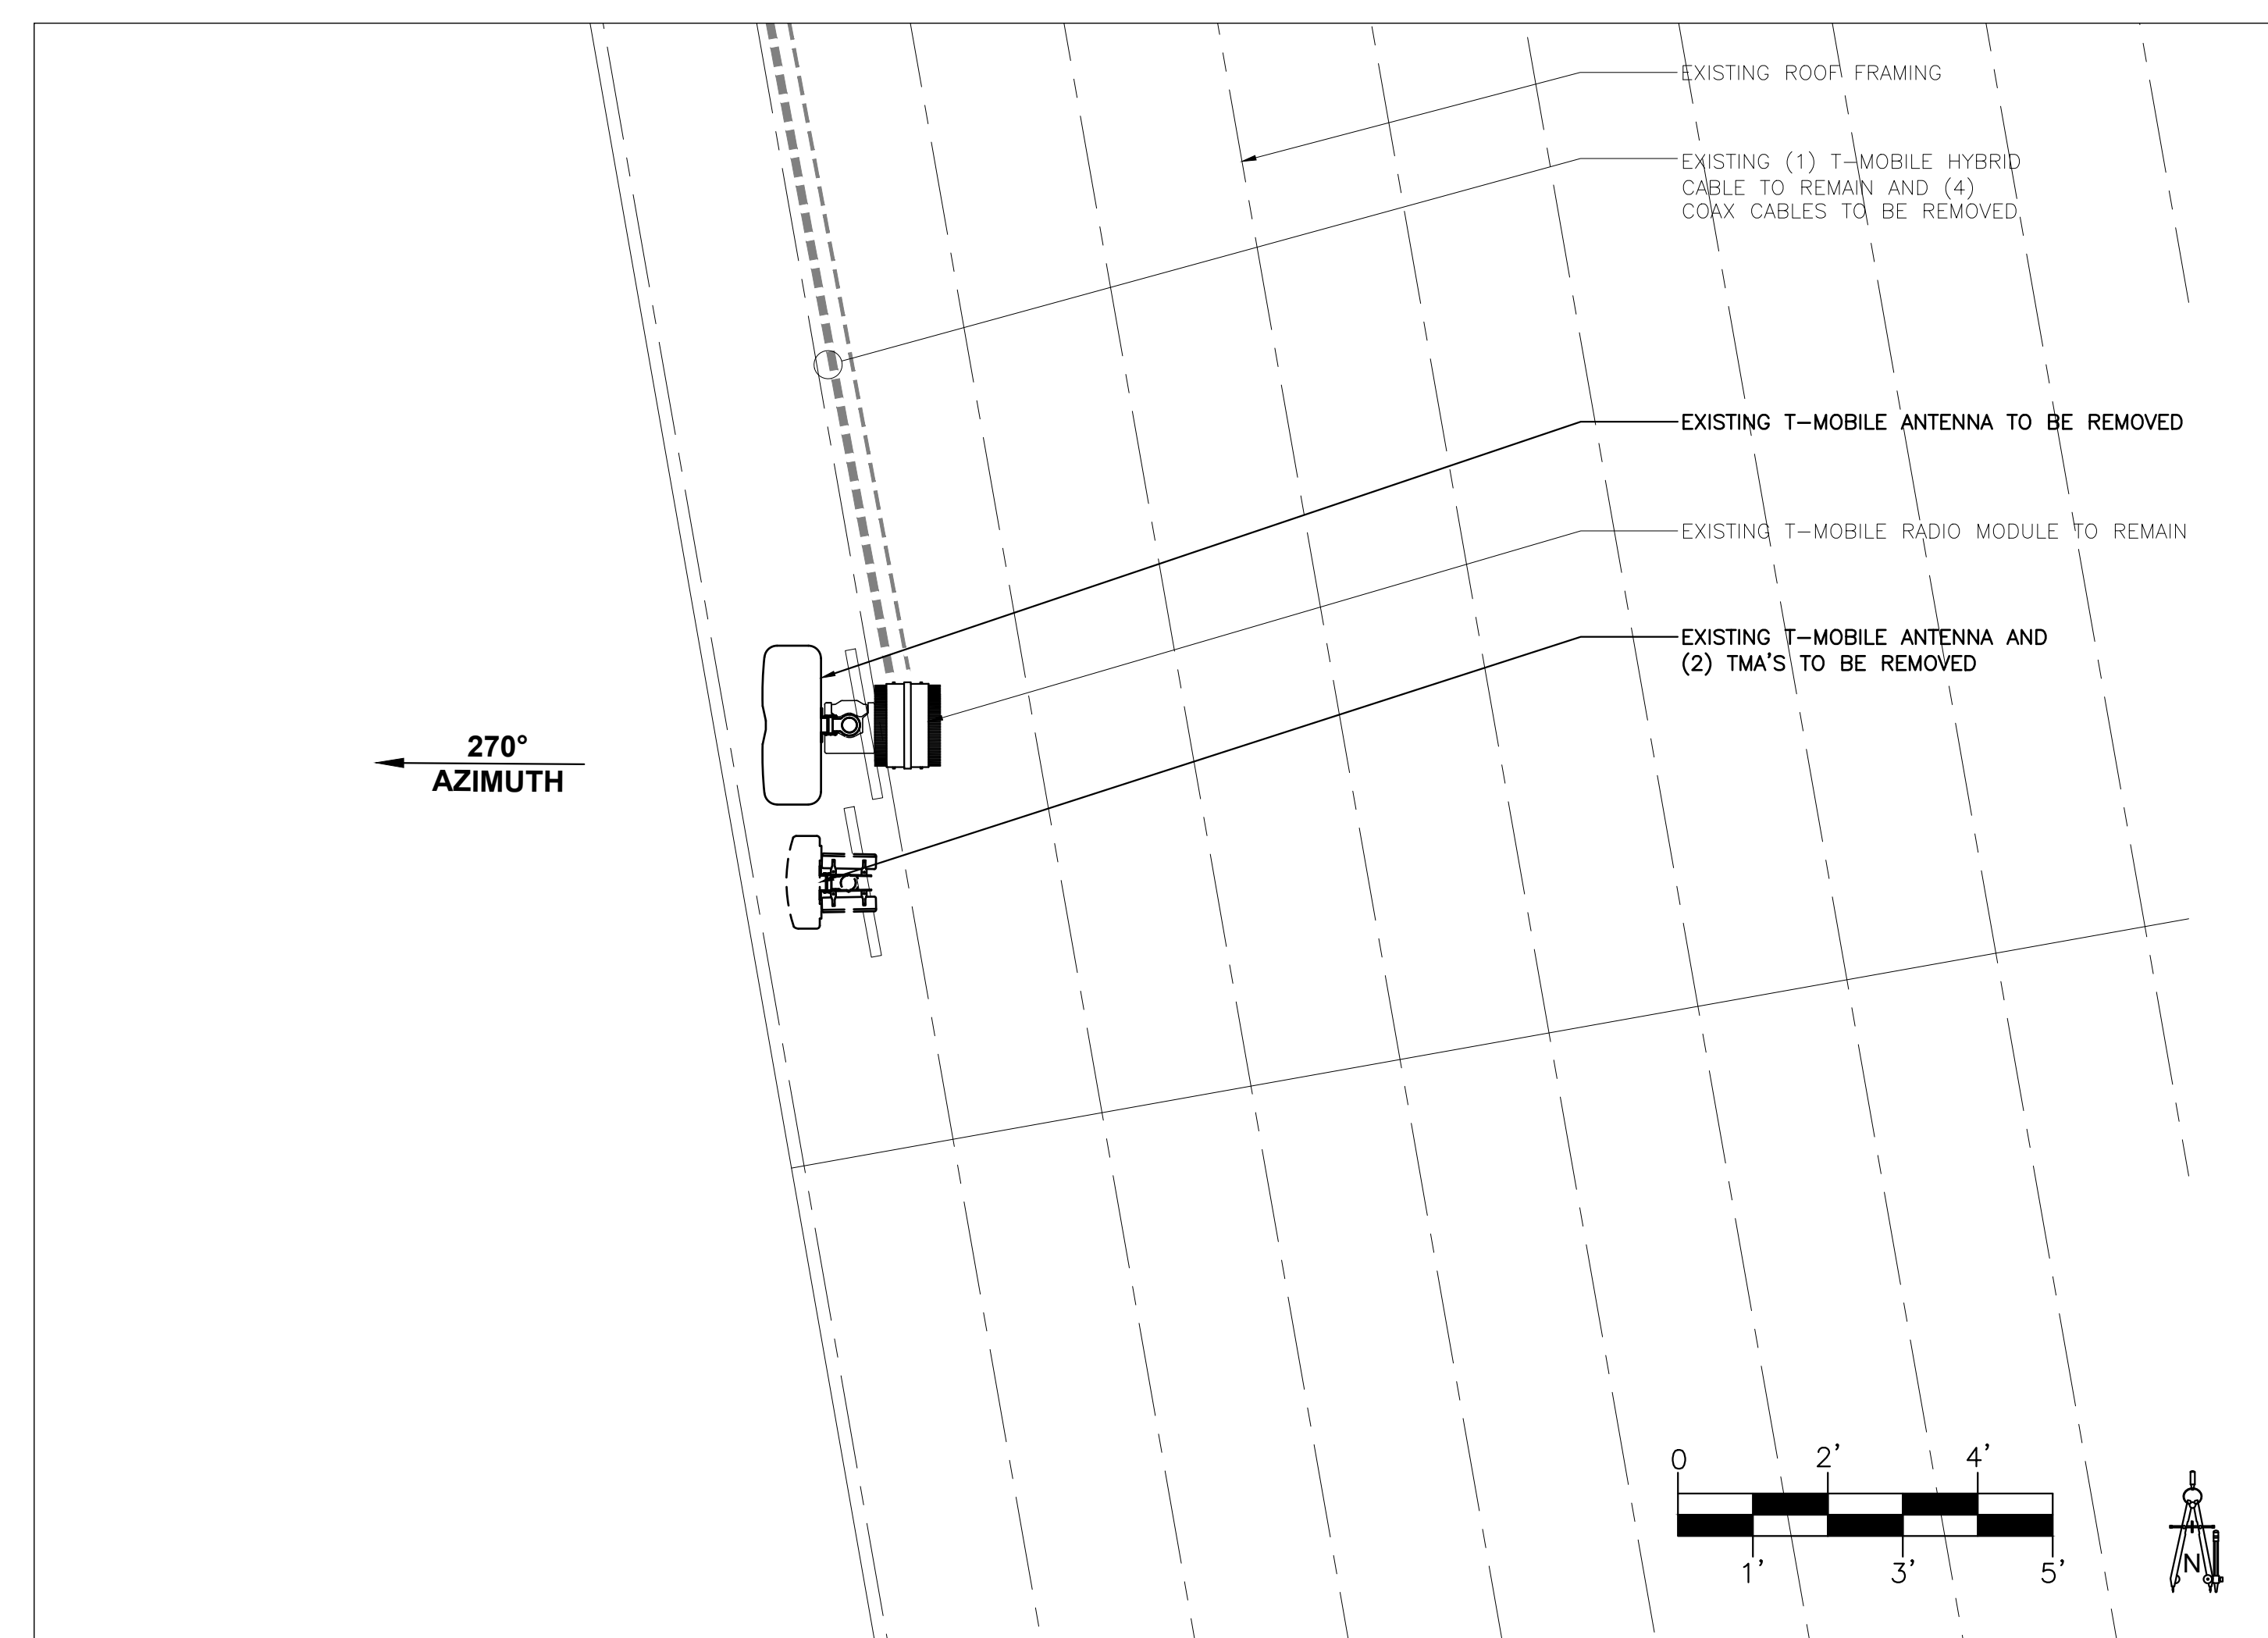 EXISTING ROOF FRAMING
EXISTING (1) T-MOBILE HYBRID
CABLE TO REMAIN AND (4)
COAX CABLES TO BE REMOVED
EXISTING T-MOBILE ANTENNA TO BE REMOVED
EXISTING T-MOBILE RADIO MODULE TO REMAIN
EXISTING T-MOBILE ANTENNA AND
(2) TMA'S TO BE REMOVED
270°
AZIMUTH
0 2' 4'
1' 3' 5'
N